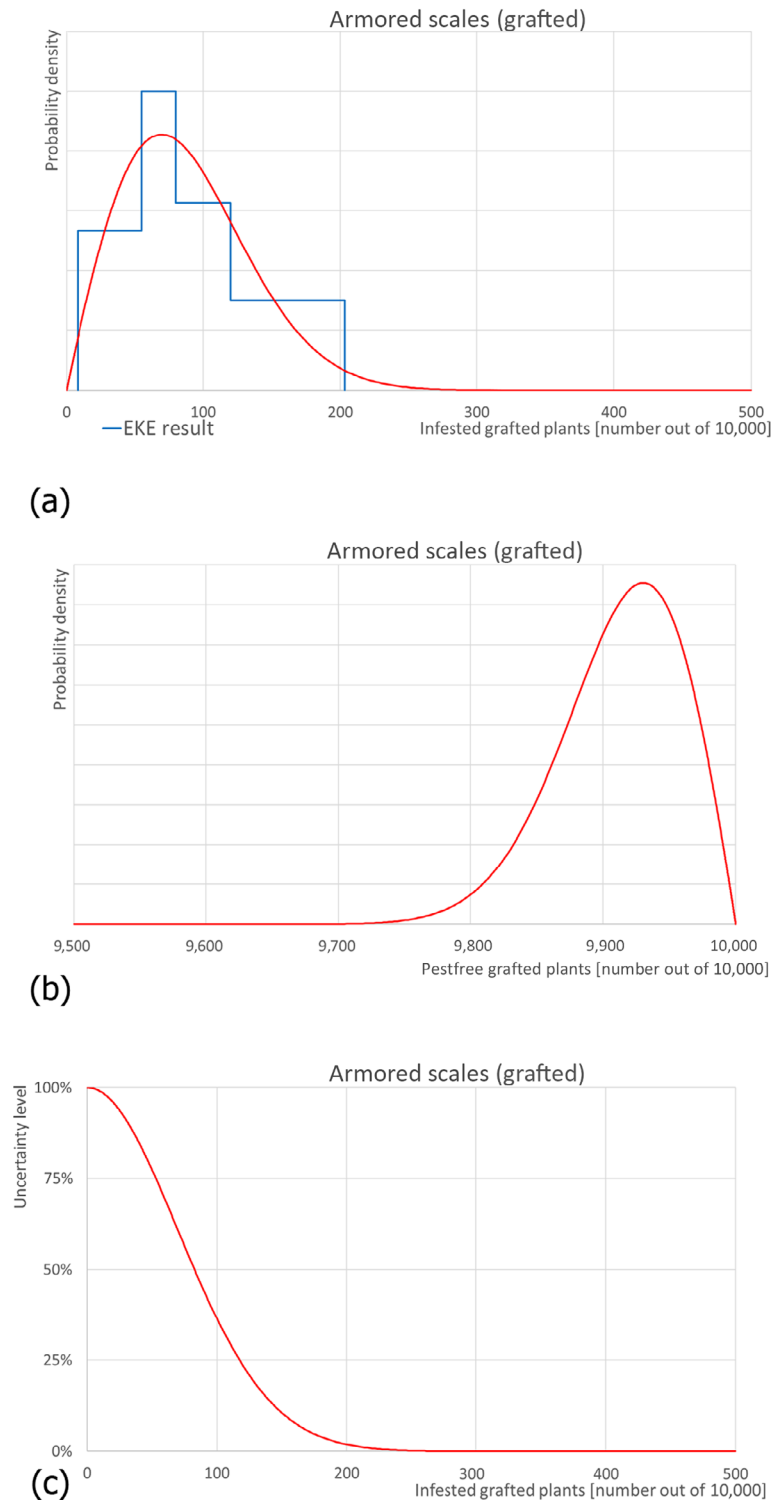 Armored scales (grafted)
Probability density
0 100 200 300 400 500
EKE result
Infested grafted plants [number out of 10,000]
(a)
Armored scales (grafted)
Probability density
9,500 9,600 9,700 9,800 9,900 10,000
Pestfree grafted plants [number out of 10,000]
(b)
Armored scales (grafted)
Uncertainty level
100%
75%
50%
25%
0%
0 100 200 300 400 500
Infested grafted plants [number out of 10,000]
(c)